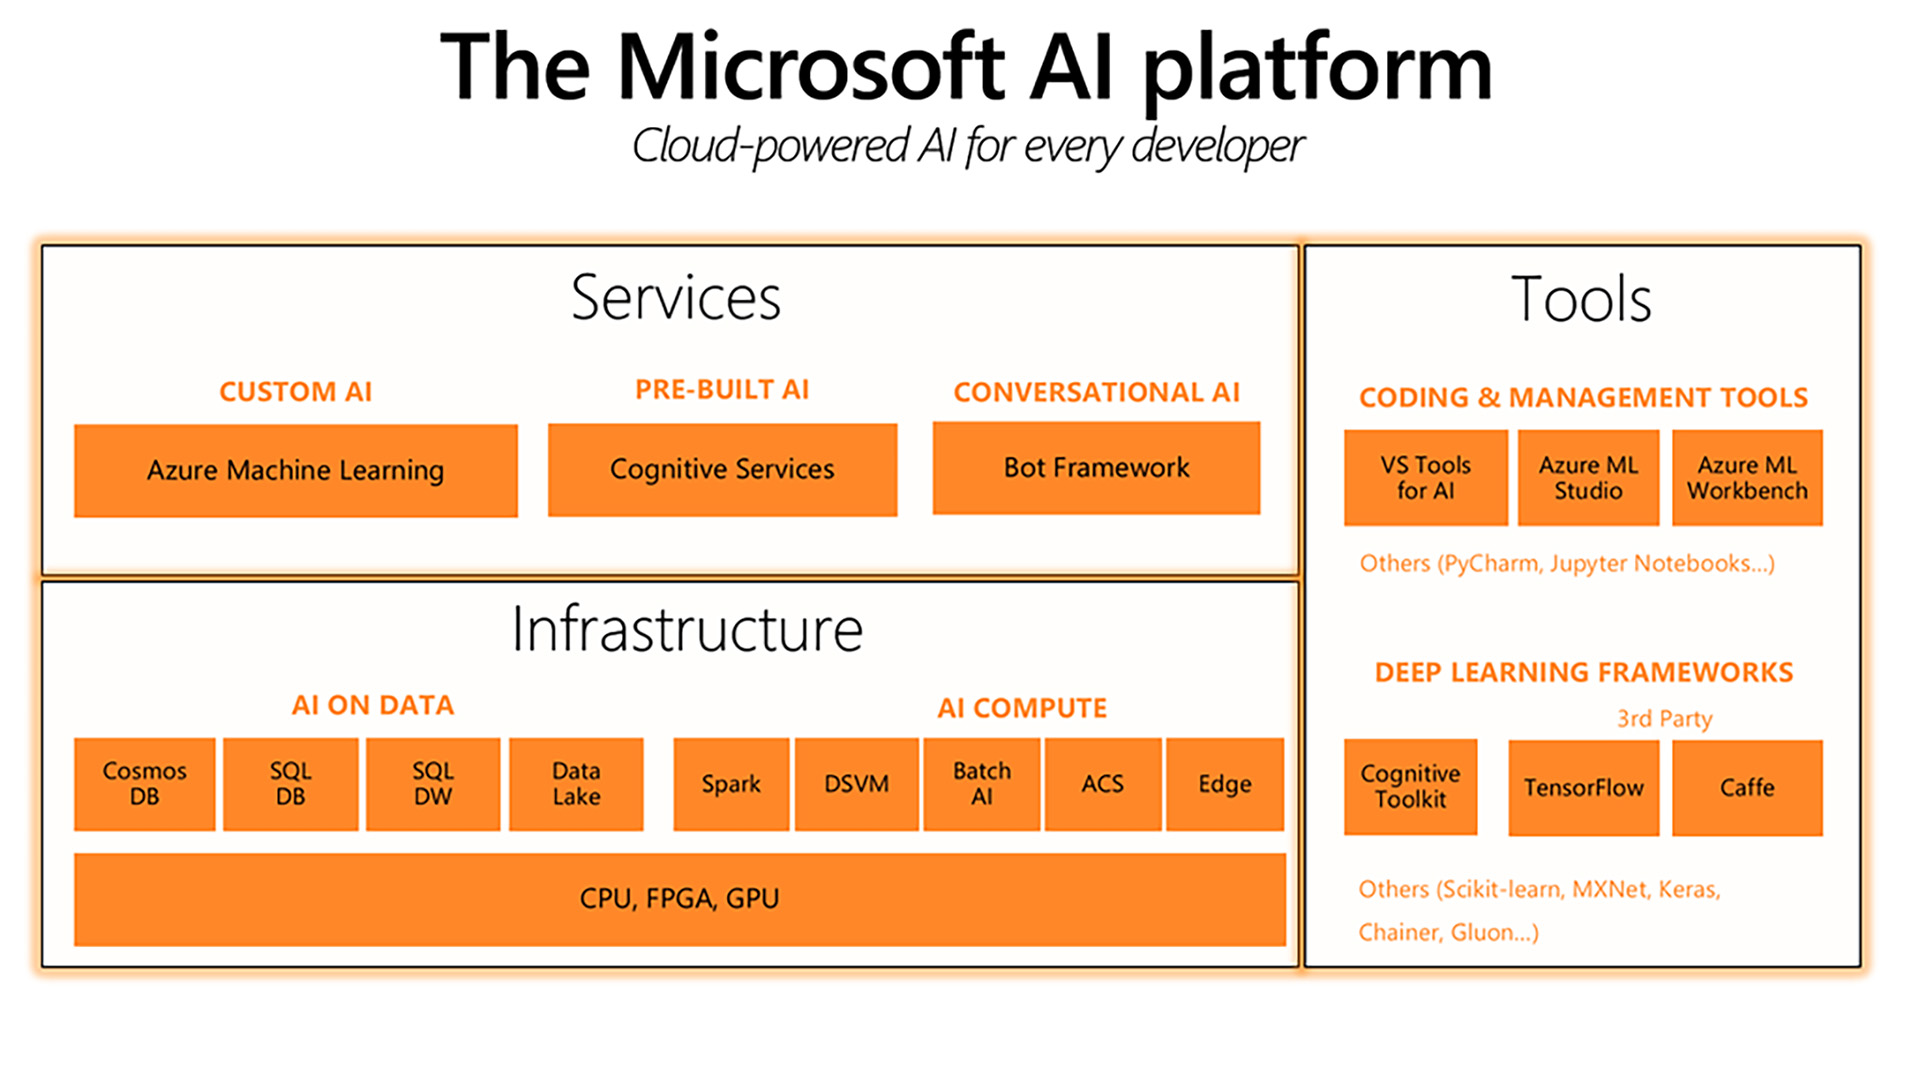 The Microsoft AI platform
Cloud-powered AI for every developer
Services
CUSTOM AI
Azure Machine Learning
PRE-BUILT AI
Cognitive Services
CONVERSATIONAL AI
Bot Framework
Infrastructure
AI ON DATA
Cosmos
DB
SQL
DB
SQL
DW
Data
Lake
AI COMPUTE
Spark
DSVM
Batch
AI
ACS
Edge
CPU, FPGA, GPU
Tools
CODING & MANAGEMENT TOOLS
VS Tools
for AI
Azure ML
Studio
Azure ML
Workbench
Others (PyCharm, Jupyter Notebooks...)
DEEP LEARNING FRAMEWORKS
3rd Party
Cognitive
Toolkit
TensorFlow
Caffe
Others (Scikit-learn, MXNet, Keras,
Chainer, Gluon...)